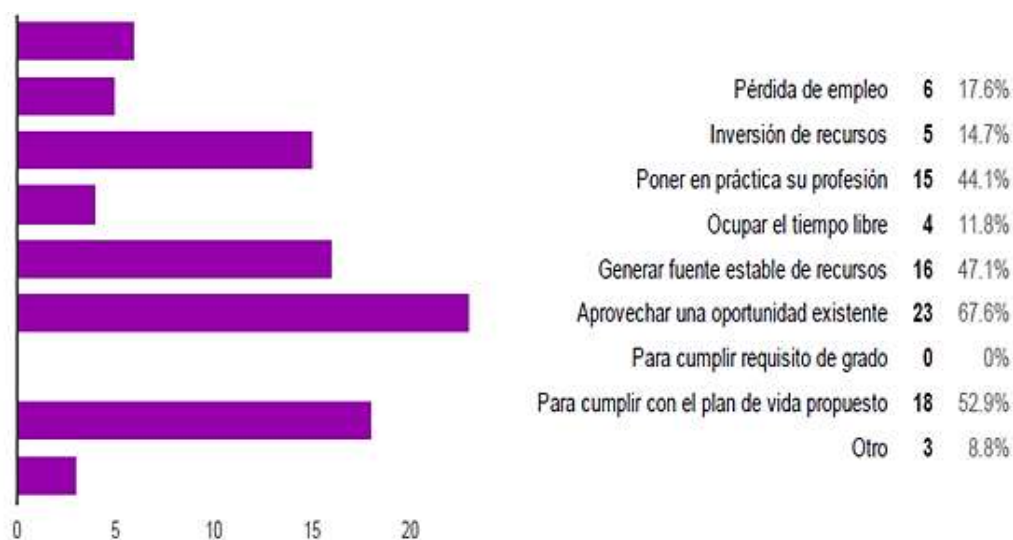 Pérdida de empleo 6 17.6%
Inversión de recursos 5 14.7%
Poner en práctica su profesión 15 44.1%
Ocupar el tiempo libre 4 11.8%
Generar fuente estable de recursos 16 47.1%
Aprovechar una oportunidad existente 23 67.6%
Para cumplir requisito de grado 0 0%
Para cumplir con el plan de vida propuesto 18 52.9%
Otro 3 8.8%
0 5 10 15 20